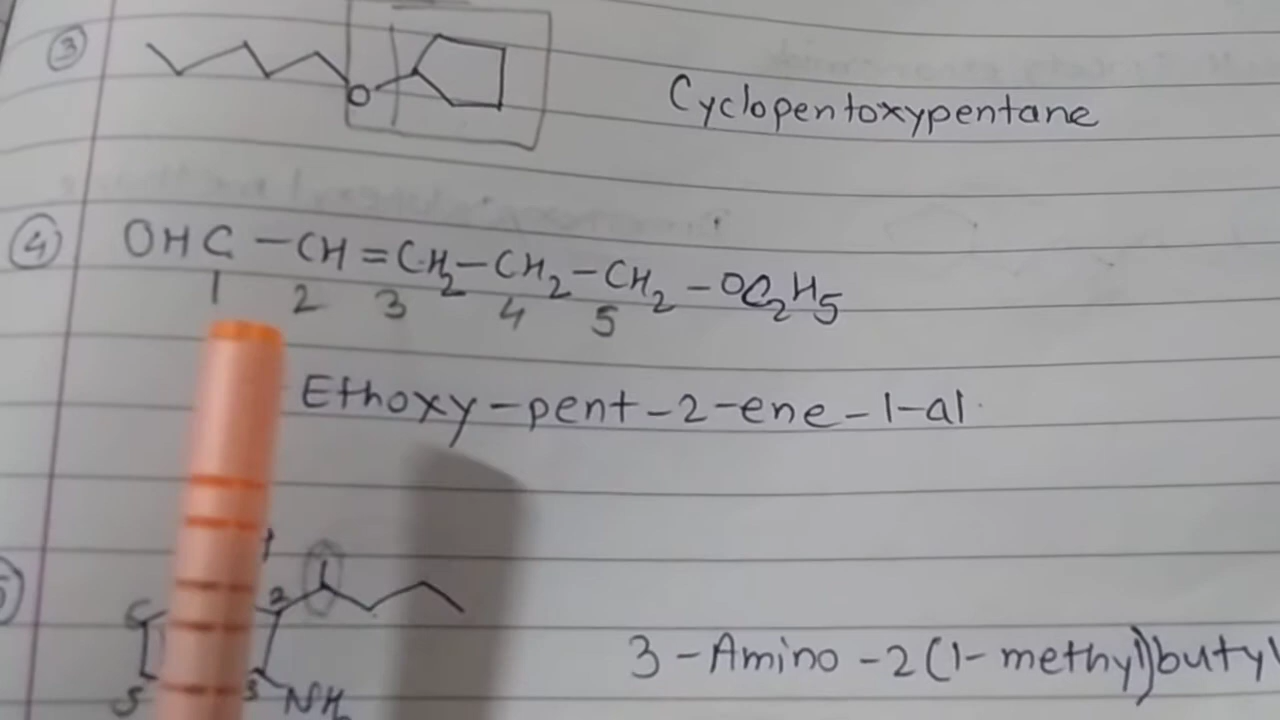 ③
O
Cyclopentoxypentane
④ OHC-CH=CH2-CH2-CH2-OC2H5
1 2 3 4 5
Ethoxy-pent-2-ene-1-al
1
2
3
5
NH2
3-Amino-2(1-methyl)butyl